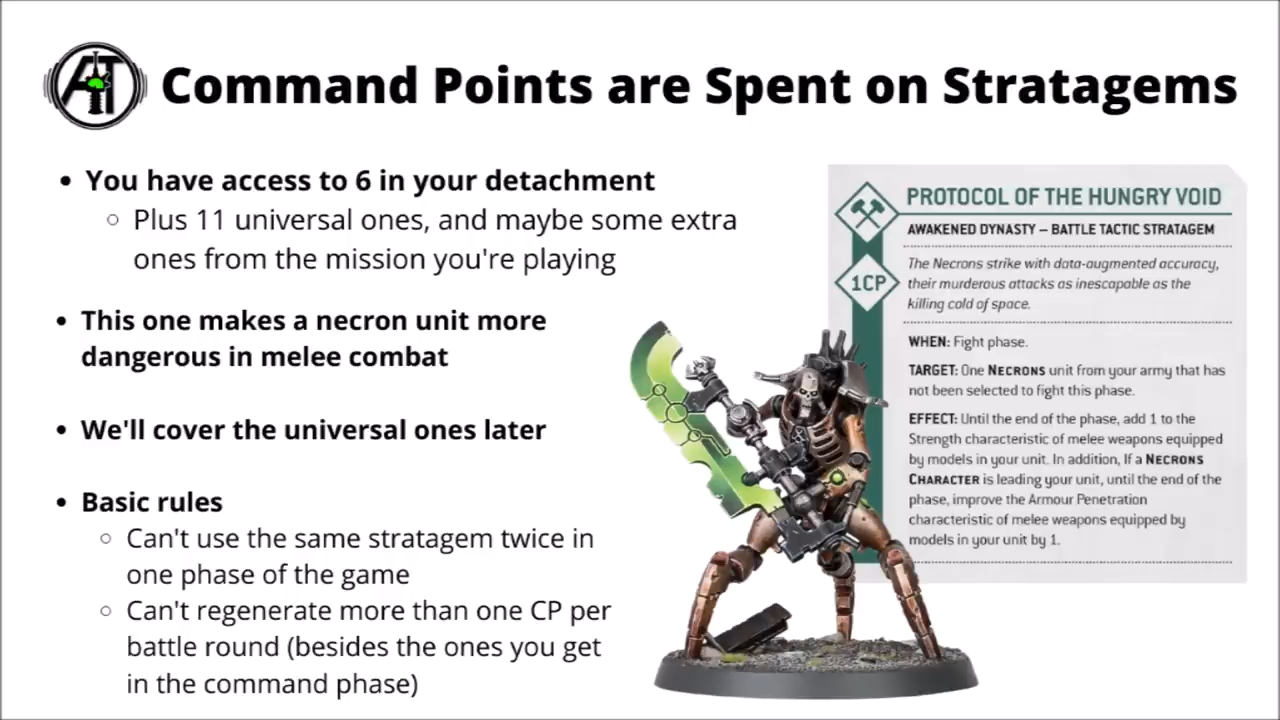 AT
Command Points are Spent on Stratagems
• You have access to 6 in your detachment
○ Plus 11 universal ones, and maybe some extra
ones from the mission you're playing
• This one makes a necron unit more
dangerous in melee combat
• We'll cover the universal ones later
• Basic rules
○ Can't use the same stratagem twice in
one phase of the game
○ Can't regenerate more than one CP per
battle round (besides the ones you get
in the command phase)
PROTOCOL OF THE HUNGRY VOID
AWAKENED DYNASTY – BATTLE TACTIC STRATAGEM
1CP
The Necrons strike with data-augmented accuracy,
their murderous attacks as inescapable as the
killing cold of space.
WHEN: Fight phase.
TARGET: One NECRONS unit from your army that has
not been selected to fight this phase.
EFFECT: Until the end of the phase, add 1 to the
Strength characteristic of melee weapons equipped
by models in your unit. In addition, if a NECRONS
CHARACTER is leading your unit, until the end of the
phase, improve the Armour Penetration
characteristic of melee weapons equipped by
models in your unit by 1.